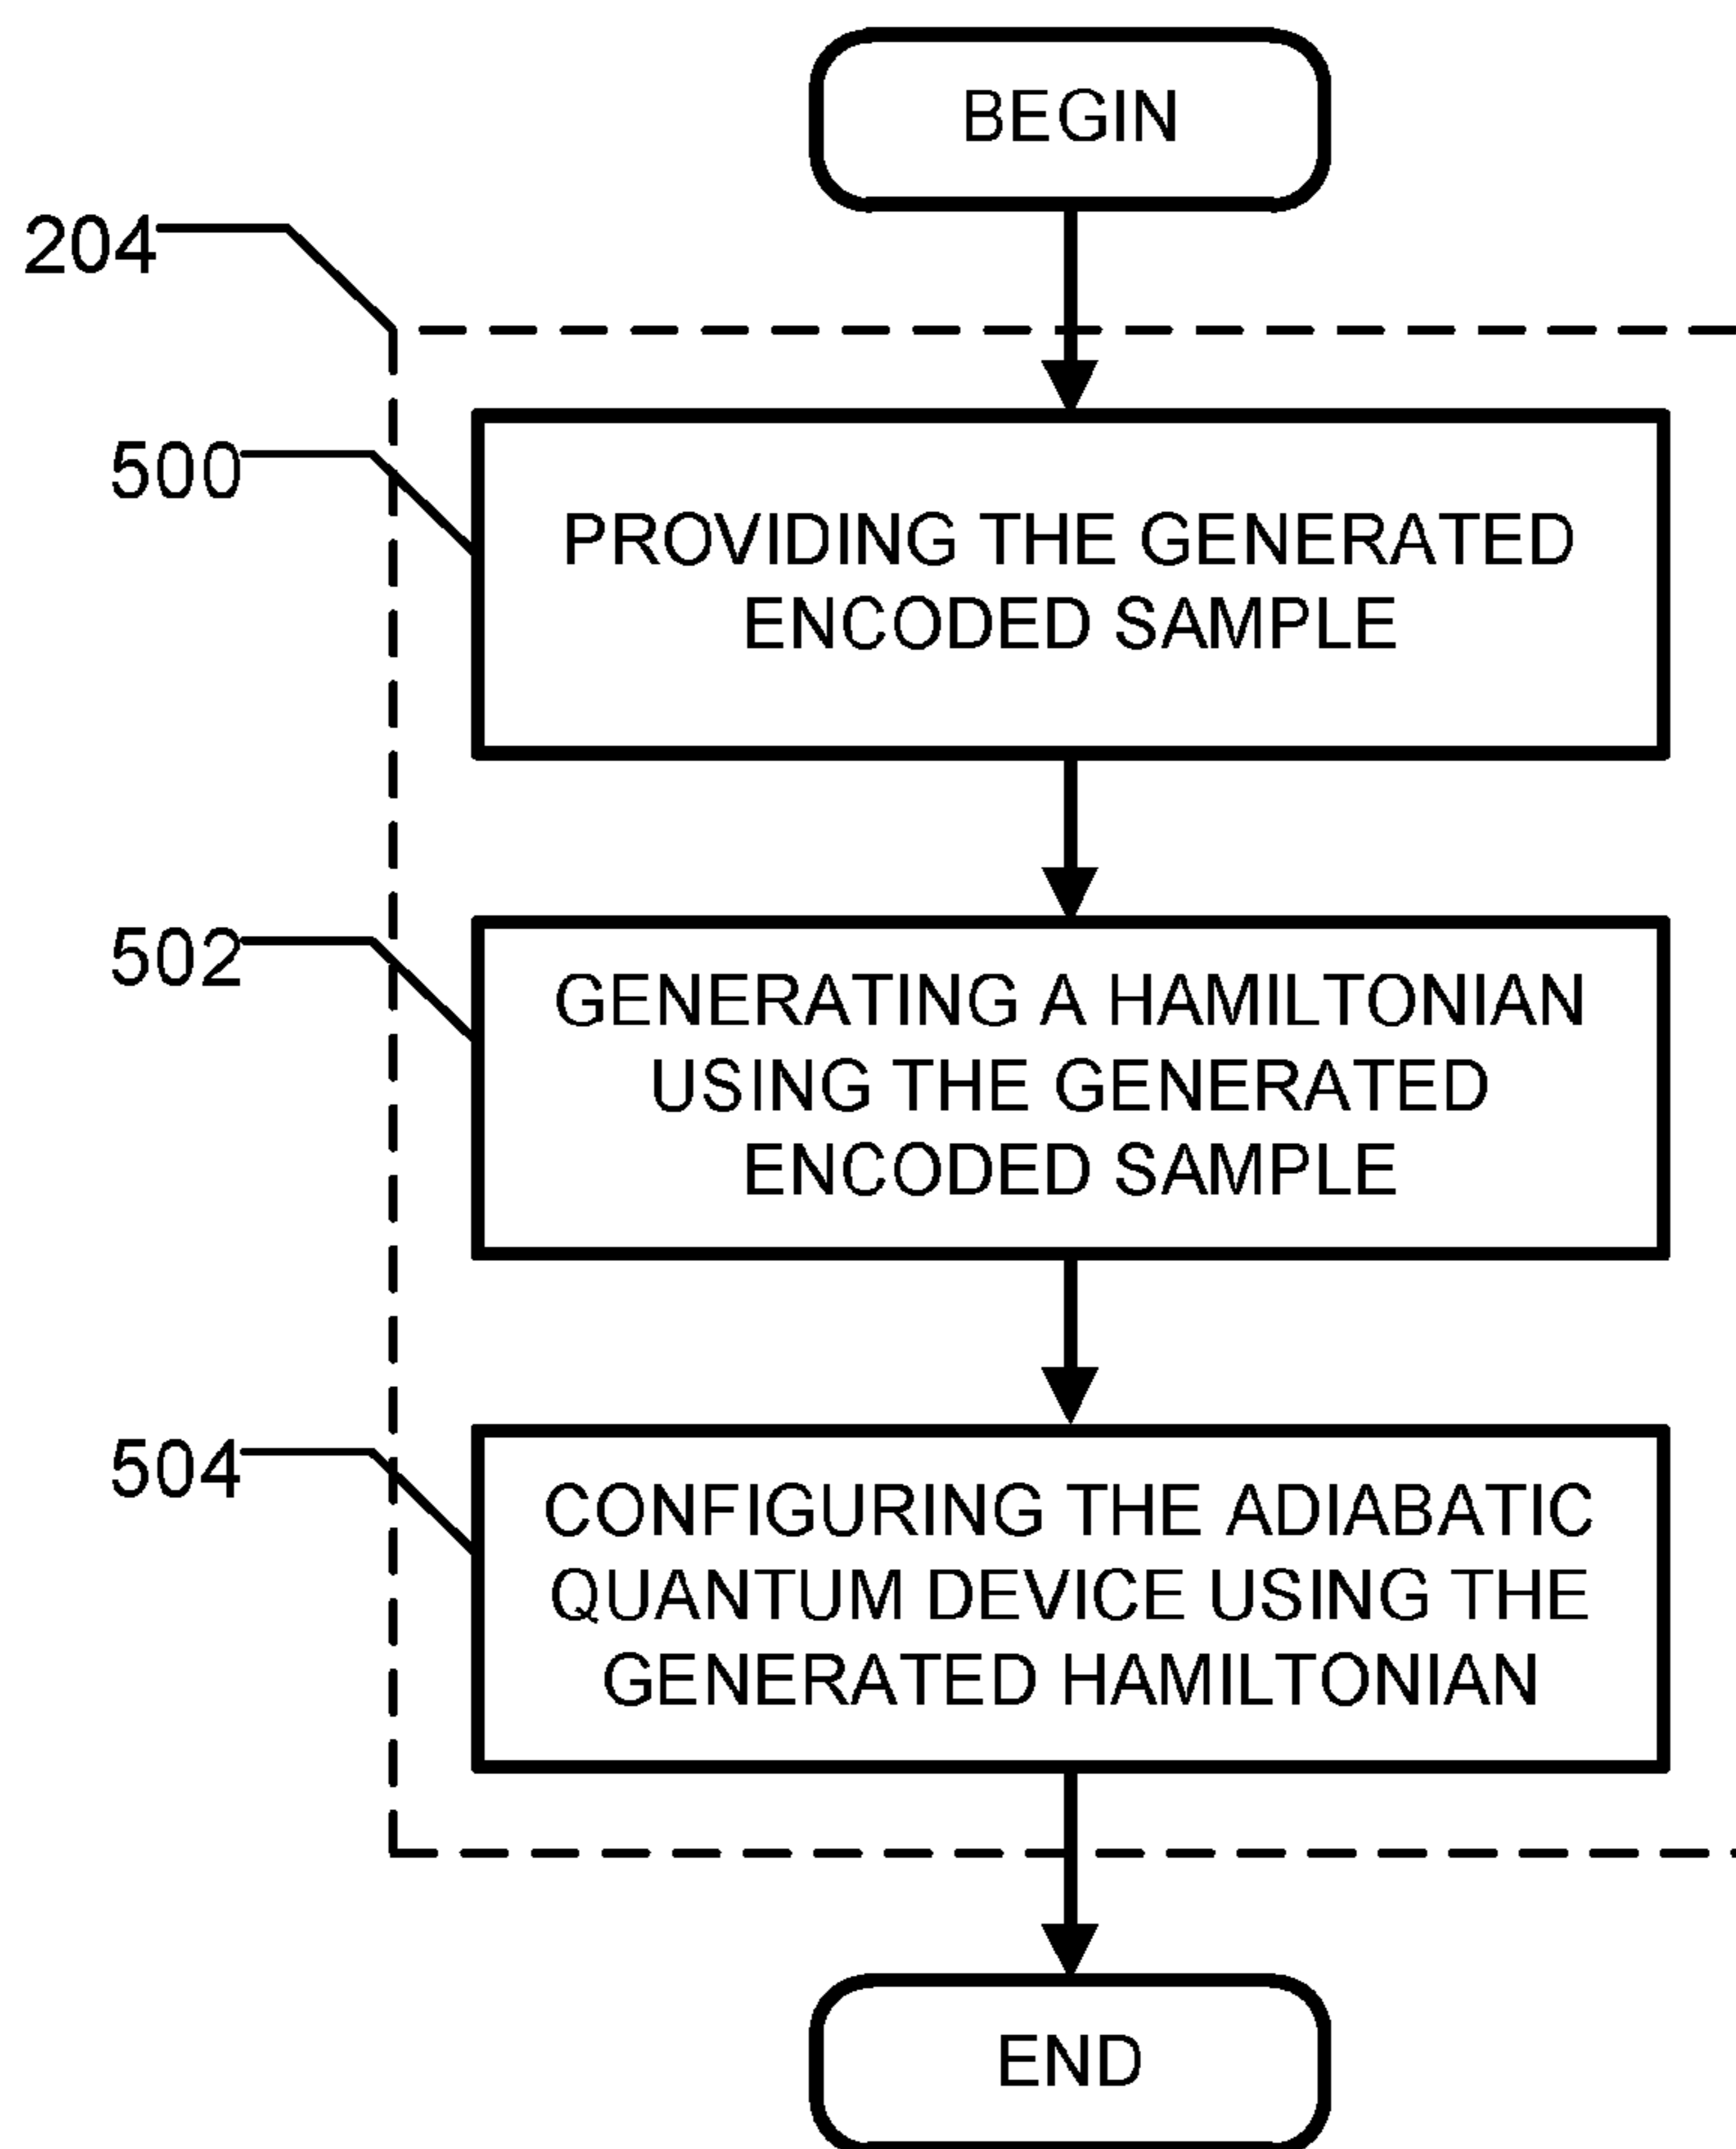 BEGIN
204
500
PROVIDING THE GENERATED
ENCODED SAMPLE
502
GENERATING A HAMILTONIAN
USING THE GENERATED
ENCODED SAMPLE
504
CONFIGURING THE ADIABATIC
QUANTUM DEVICE USING THE
GENERATED HAMILTONIAN
END